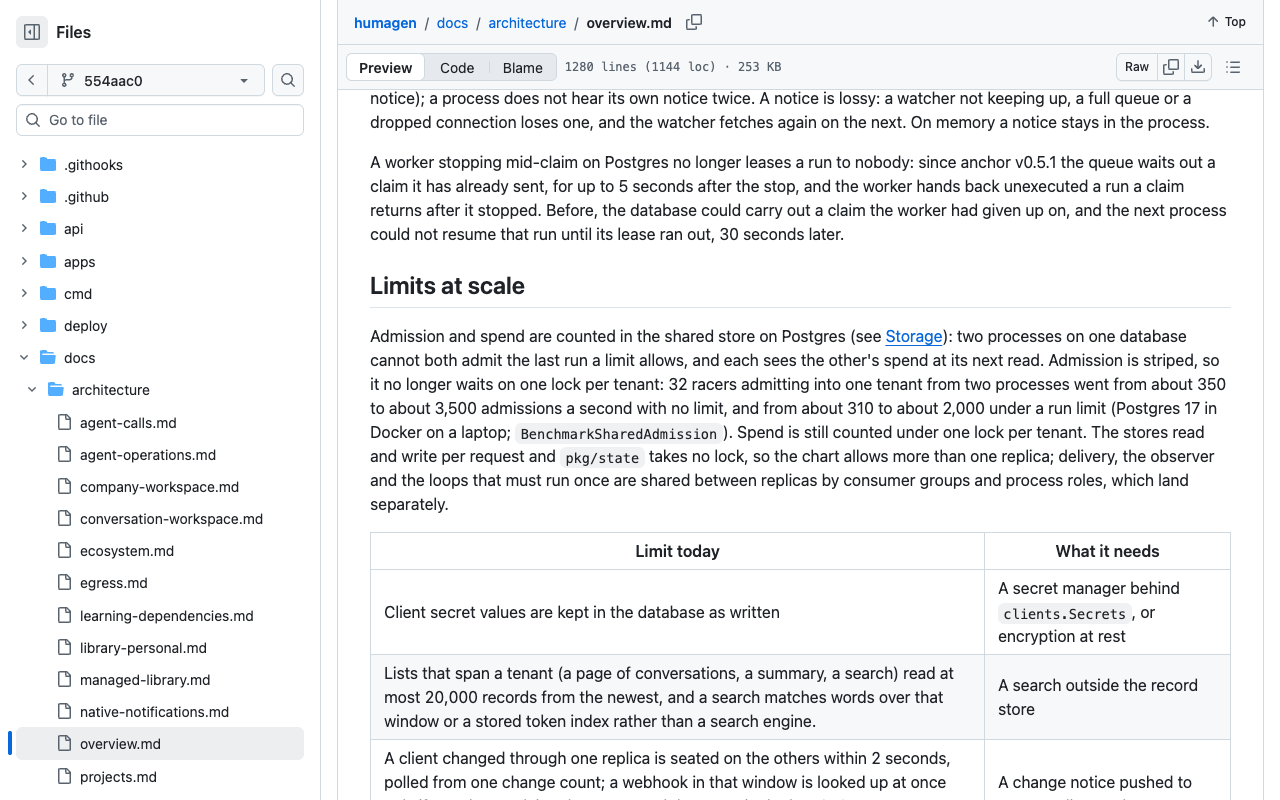 Files
humagen / docs / architecture / overview.md
Top
554aac0
Preview
Code
Blame
1280 lines (1144 loc) · 253 KB
Raw
Go to file
.githooks
.github
api
apps
cmd
deploy
docs
architecture
agent-calls.md
agent-operations.md
company-workspace.md
conversation-workspace.md
ecosystem.md
egress.md
learning-dependencies.md
library-personal.md
managed-library.md
native-notifications.md
overview.md
projects.md
notice); a process does not hear its own notice twice. A notice is lossy: a watcher not keeping up, a full queue or a
dropped connection loses one, and the watcher fetches again on the next. On memory a notice stays in the process.
A worker stopping mid-claim on Postgres no longer leases a run to nobody: since anchor v0.5.1 the queue waits out a
claim it has already sent, for up to 5 seconds after the stop, and the worker hands back unexecuted a run a claim
returns after it stopped. Before, the database could carry out a claim the worker had given up on, and the next process
could not resume that run until its lease ran out, 30 seconds later.
Limits at scale
Admission and spend are counted in the shared store on Postgres (see Storage): two processes on one database
cannot both admit the last run a limit allows, and each sees the other's spend at its next read. Admission is striped, so
it no longer waits on one lock per tenant: 32 racers admitting into one tenant from two processes went from about 350
to about 3,500 admissions a second with no limit, and from about 310 to about 2,000 under a run limit (Postgres 17 in
Docker on a laptop; BenchmarkSharedAdmission ). Spend is still counted under one lock per tenant. The stores read
and write per request and pkg/state takes no lock, so the chart allows more than one replica; delivery, the observer
and the loops that must run once are shared between replicas by consumer groups and process roles, which land
separately.
Limit today
What it needs
Client secret values are kept in the database as written
A secret manager behind
clients.Secrets , or
encryption at rest
Lists that span a tenant (a page of conversations, a summary, a search) read at
most 20,000 records from the newest, and a search matches words over that
window or a stored token index rather than a search engine.
A search outside the record
store
A client changed through one replica is seated on the others within 2 seconds,
polled from one change count; a webhook in that window is looked up at once
A change notice pushed to